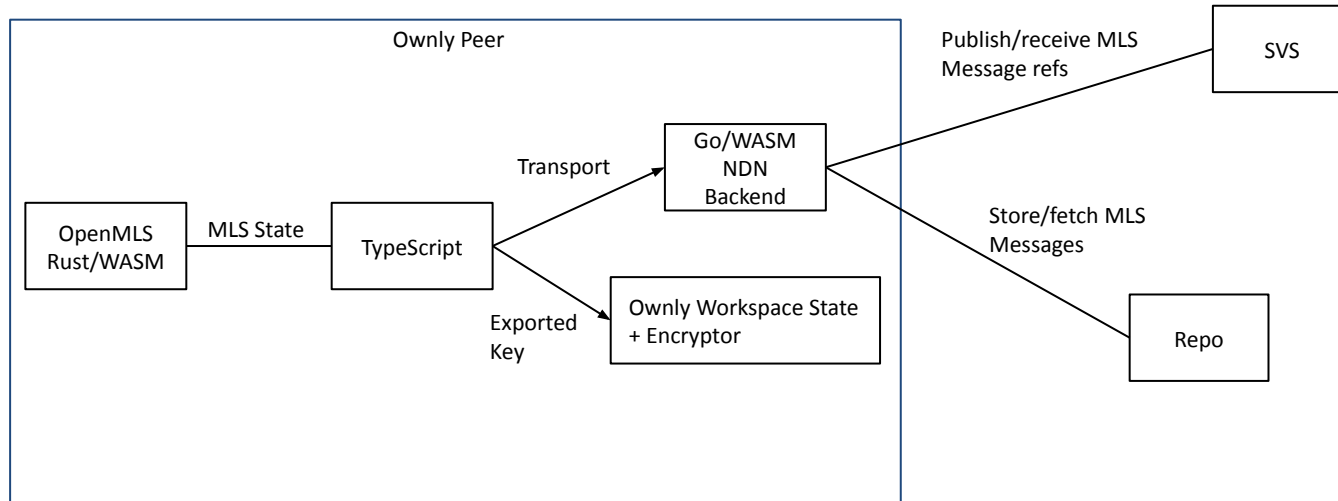 Ownly Peer
Publish/receive MLS
Message refs
SVS
Go/WASM
NDN
Backend
Transport
OpenMLS
Rust/WASM
MLS State
TypeScript
Store/fetch MLS
Messages
Exported
Key
Ownly Workspace State
+ Encryptor
Repo